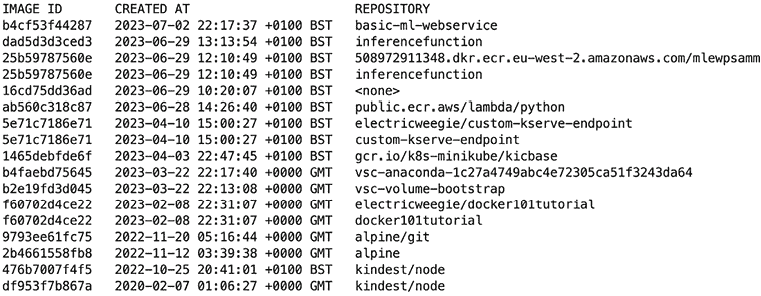 IMAGE ID CREATED AT REPOSITORY
b4cf53f44287 2023-07-02 22:17:37 +0100 BST basic-ml-webservice
dad5d3d3ced3 2023-06-29 13:13:54 +0100 BST inferencefunction
25b59787560e 2023-06-29 12:10:49 +0100 BST 508972911348.dkr.ecr.eu-west-2.amazonaws.com/mlewpsamm
25b59787560e 2023-06-29 12:10:49 +0100 BST inferencefunction
16cd75dd36ad 2023-06-29 10:20:07 +0100 BST <none>
ab560c318c87 2023-06-28 14:26:40 +0100 BST public.ecr.aws/lambda/python
5e71c7186e71 2023-04-10 15:00:27 +0100 BST electricweegie/custom-kserve-endpoint
5e71c7186e71 2023-04-10 15:00:27 +0100 BST custom-kserve-endpoint
1465debfde6f 2023-04-03 22:47:45 +0100 BST gcr.io/k8s-minikube/kicbase
b4faebd75645 2023-03-22 22:17:40 +0000 GMT vsc-anaconda-1c27a4749abc4e72305ca51f3243da64
b2e19fd3d045 2023-03-22 22:13:08 +0000 GMT vsc-volume-bootstrap
f60702d4ce22 2023-02-08 22:31:07 +0000 GMT electricweegie/docker101tutorial
f60702d4ce22 2023-02-08 22:31:07 +0000 GMT docker101tutorial
9793ee61fc75 2022-11-20 05:16:44 +0000 GMT alpine/git
2b4661558fb8 2022-11-12 03:39:38 +0000 GMT alpine
476b7007f4f5 2022-10-25 20:41:01 +0100 BST kindest/node
df953f7b867a 2020-02-07 01:06:27 +0000 GMT kindest/node